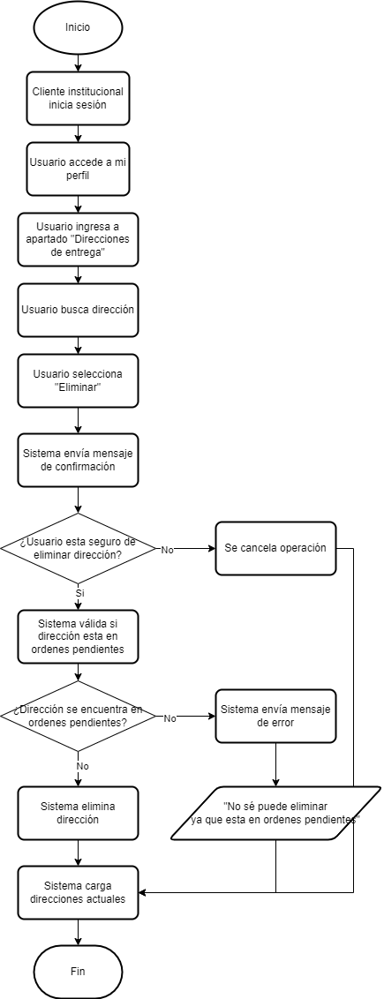 Inicio
Cliente institucional
inicia sesión
Usuario accede a mi
perfil
Usuario ingresa a
apartado "Direcciones
de entrega"
Usuario busca dirección
Usuario selecciona
"Eliminar"
Sistema envía mensaje
de confirmación
¿Usuario esta seguro de
eliminar dirección?
No
Se cancela operación
Si
Sistema válida si
dirección esta en
ordenes pendientes
¿Dirección se encuentra en
ordenes pendientes?
No
Sistema envía mensaje
de error
No
Sistema elimina
dirección
"No sé puede eliminar
ya que esta en ordenes pendientes"
Sistema carga
direcciones actuales
Fin